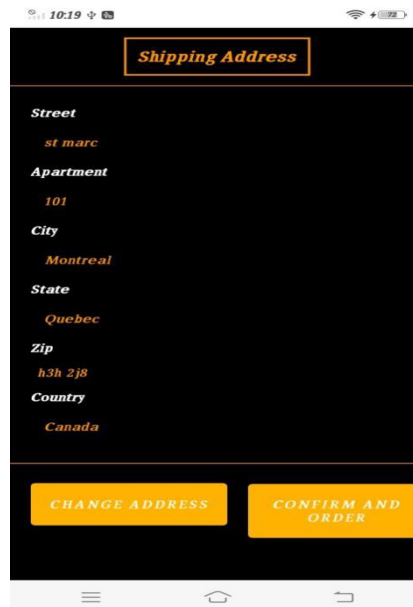 10:19
72
Shipping Address
Street
st marc
Apartment
101
City
Montreal
State
Quebec
Zip
h3h 2j8
Country
Canada
CHANGE ADDRESS
CONFIRM AND
ORDER